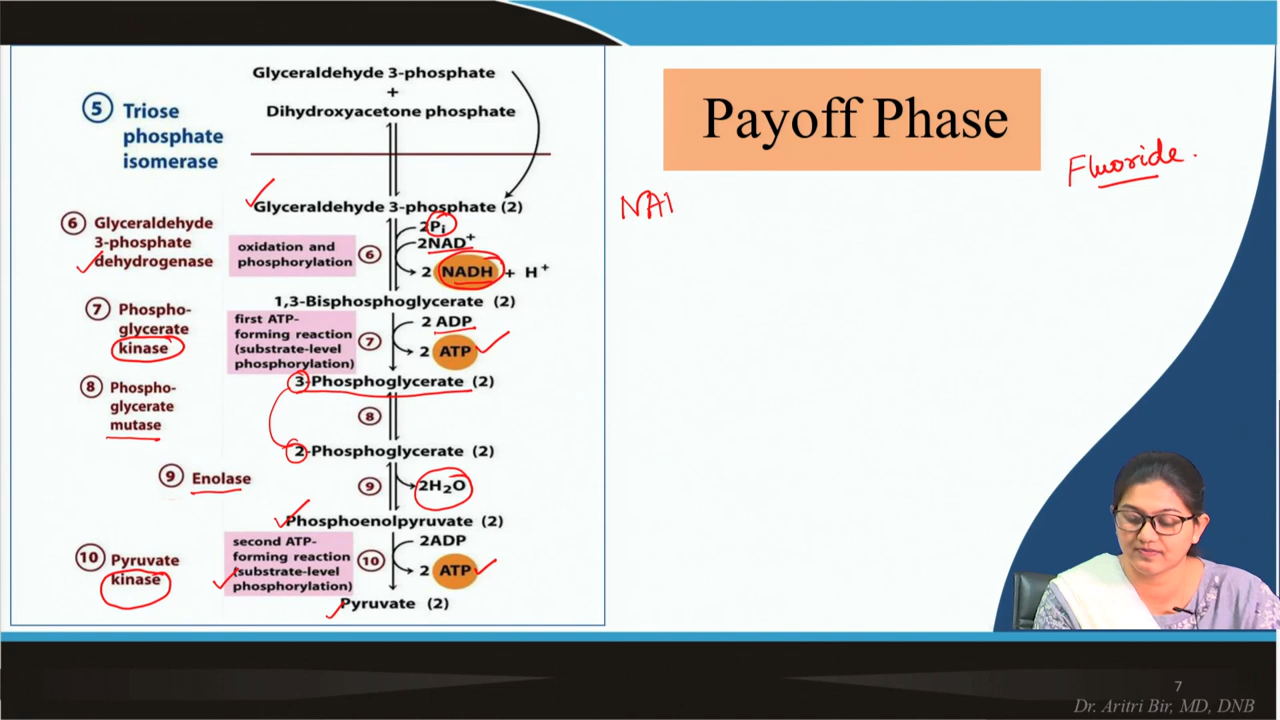 Glyceraldehyde 3-phosphate
+
Dihydroxyacetone phosphate
5 Triose
phosphate
isomerase
Glyceraldehyde 3-phosphate (2)
6 Glyceraldehyde
3-phosphate
dehydrogenase
oxidation and
phosphorylation
6
2Pi
2NAD+
2 NADH + H+
1,3-Bisphosphoglycerate (2)
7 Phospho-
glycerate
kinase
first ATP-
forming reaction
(substrate-level
phosphorylation)
7
2 ADP
2 ATP
3-Phosphoglycerate (2)
8 Phospho-
glycerate
mutase
8
2-Phosphoglycerate (2)
9 Enolase
9
2H2O
Phosphoenolpyruvate (2)
10 Pyruvate
kinase
second ATP-
forming reaction
(substrate-level
phosphorylation)
10
2ADP
2 ATP
Pyruvate (2)
Payoff Phase
Fluoride.
NAI
7
Dr. Aritri Bir, MD, DNB